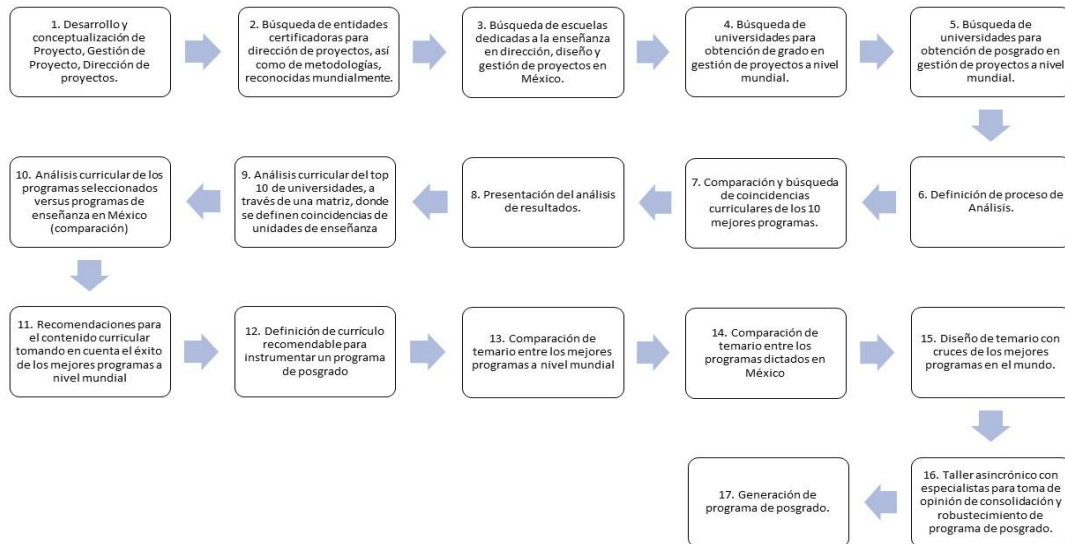 1. Desarrollo y
conceptualización de
Proyecto, Gestión de
Proyecto, Dirección de
proyectos.
2. Búsqueda de entidades
certificadoras para
dirección de proyectos, así
como de metodologías,
reconocidas mundialmente.
3. Búsqueda de escuelas
dedicadas a la enseñanza
en dirección, diseño y
gestión de proyectos en
México.
4. Búsqueda de
universidades para
obtención de grado en
gestión de proyectos a nivel
mundial.
5. Búsqueda de
universidades para
obtención de posgrado en
gestión de proyectos a nivel
mundial.
6. Definición de proceso de
Análisis.
7. Comparación y búsqueda
de coincidencias
curriculares de los 10
mejores programas.
8. Presentación del análisis
de resultados.
9. Análisis curricular del top
10 de universidades, a
través de una matriz, donde
se definen coincidencias de
unidades de enseñanza
10. Análisis curricular de los
programas seleccionados
versus programas de
enseñanza en México
(comparación)
11. Recomendaciones para
el contenido curricular
tomando en cuenta el éxito
de los mejores programas a
nivel mundial
12. Definición de currículo
recomendable para
instrumentar un programa
de posgrado
13. Comparación de
temario entre los mejores
programas a nivel mundial
14. Comparación de
temario entre los
programas dictados en
México
15. Diseño de temario con
cruces de los mejores
programas en el mundo.
16. Taller asincrónico con
especialistas para toma de
opinión de consolidación y
robustecimiento de
programa de posgrado.
17. Generación de
programa de posgrado.